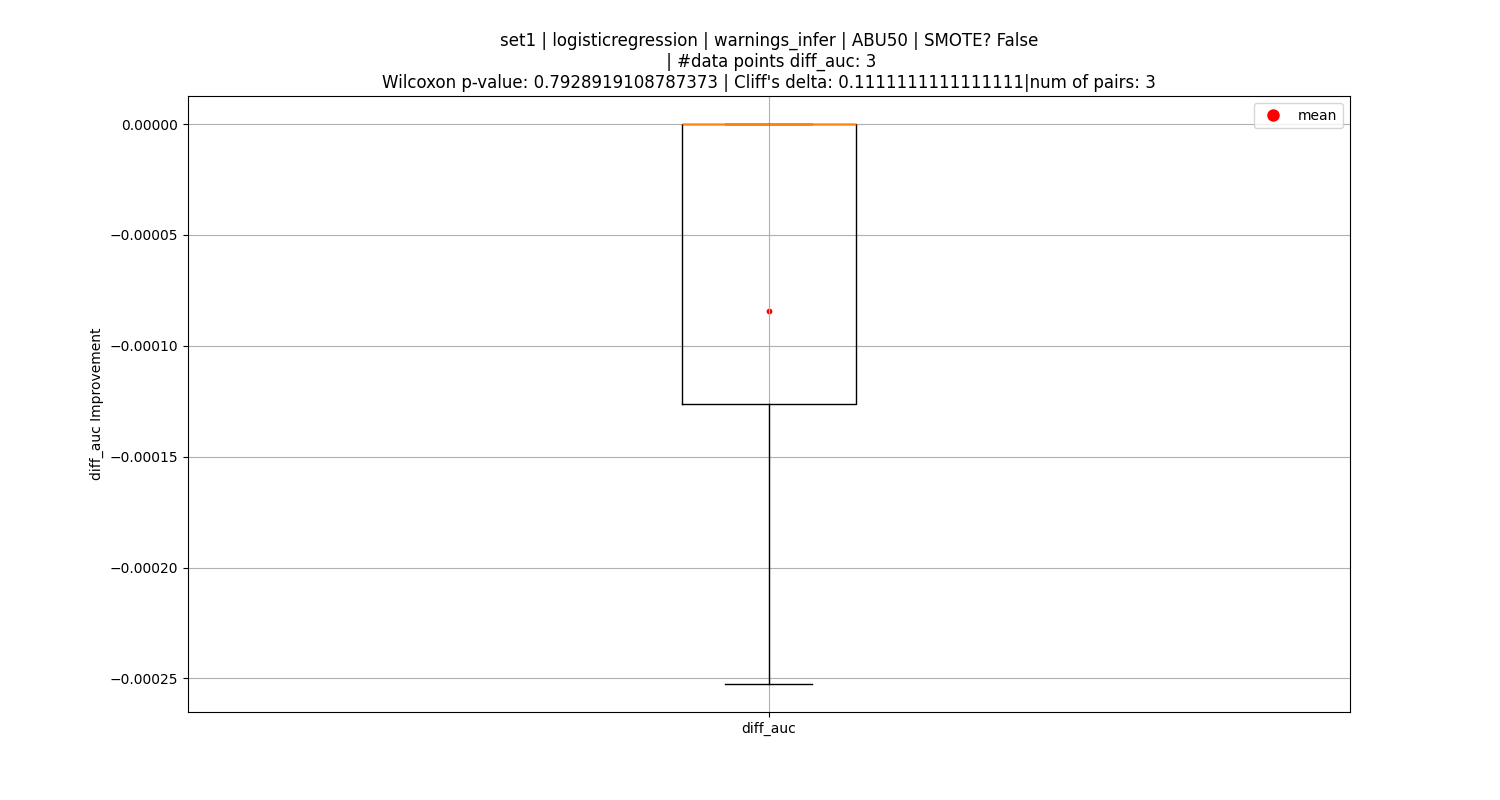 set1 | logisticregression | warnings_infer | ABU50 | SMOTE? False
| #data points diff_auc: 3
Wilcoxon p-value: 0.7928919108787373 | Cliff's delta: 0.1111111111111111|num of pairs: 3
mean
0.00000
−0.00005
−0.00010
−0.00015
−0.00020
−0.00025
diff_auc Improvement
diff_auc